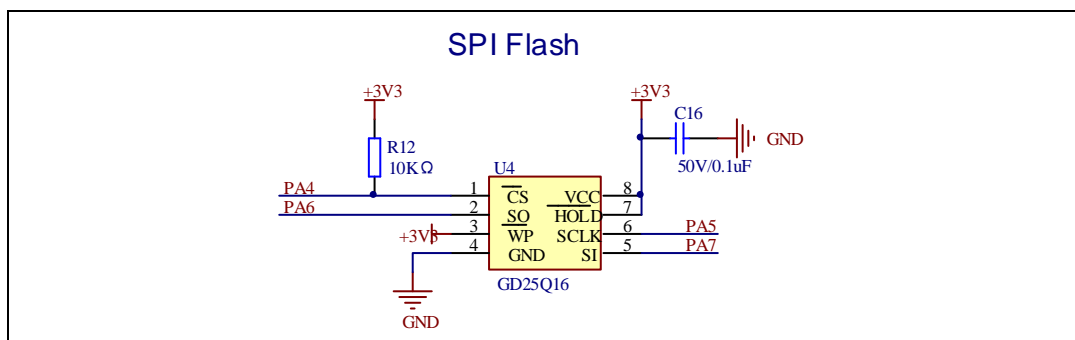 SPI Flash
+3V3
+3V3
C16
GND
R12
10KΩ
50V/0.1uF
U4
PA4
1
CS
VCC
8
PA6
2
SO
HOLD
7
+3V3
3
WP
SCLK
6
PA5
4
GND
SI
5
PA7
GD25Q16
GND